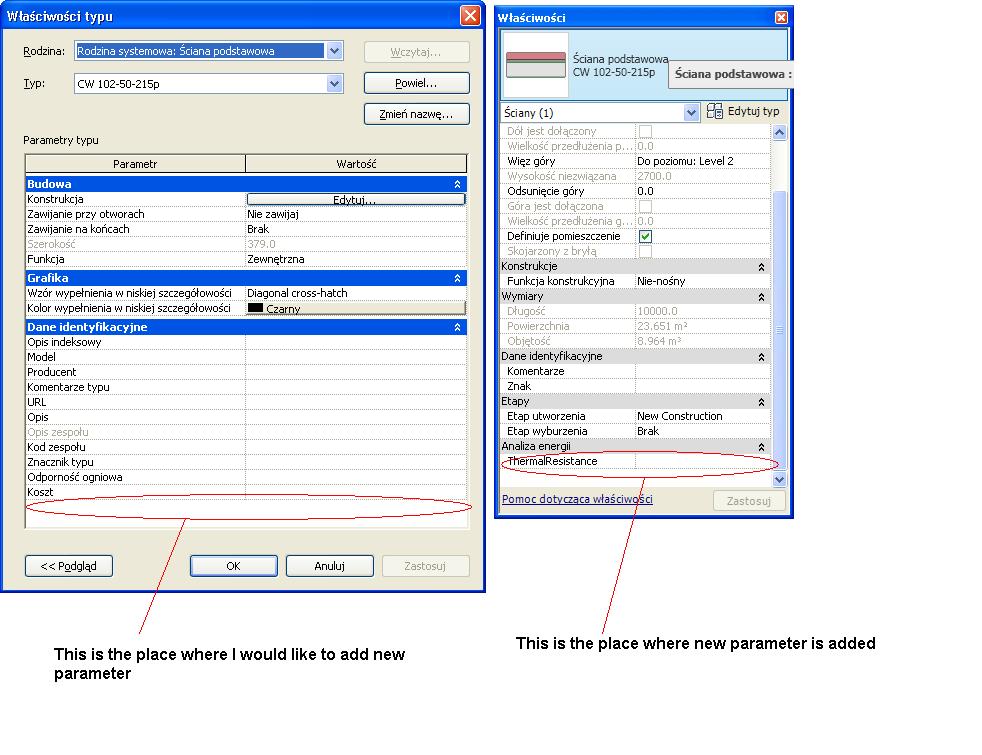 Właściwości typu
Rodzina: Rodzina systemowa: Ściana podstawowa Wczytaj...
Typ: CW 102-50-215p Powiel...
Zmień nazwę...
Parametry typu
Parametr Wartość
Budowa
Konstrukcja Edytuj...
Zawijanie przy otworach Nie zawijaj
Zawijanie na końcach Brak
Szerokość 379.0
Funkcja Zewnętrzna
Grafika
Wzór wypełnienia w niskiej szczegółowości Diagonal cross-hatch
Kolor wypełnienia w niskiej szczegółowości Czarny
Dane identyfikacyjne
Opis indeksowy
Model
Producent
Komentarze typu
URL
Opis
Opis zespołu
Kod zespołu
Znacznik typu
Odporność ogniowa
Koszt
<< Podgląd OK Anuluj Zastosuj
This is the place where I would like to add new
parameter
Właściwości
Ściana podstawowa
CW 102-50-215p
Ściana podstawowa :
Ściany (1) Edytuj typ
Dół jest dołączony
Wielkość przedłużenia p... 0.0
Więz góry Do poziomu: Level 2
Wysokość niezwiązana 2700.0
Odsunięcie góry 0.0
Góra jest dołączona
Wielkość przedłużenia g... 0.0
Definiuje pomieszczenie
Skojarzony z bryłą
Konstrukcje
Funkcja konstrukcyjna Nie-nośny
Wymiary
Długość 10000.0
Powierzchnia 23.651 m²
Objętość 8.964 m³
Dane identyfikacyjne
Komentarze
Znak
Etapy
Etap utworzenia New Construction
Etap wyburzenia Brak
Analiza energii
ThermalResistance
Pomoc dotycząca właściwości Zastosuj
This is the place where new parameter is added